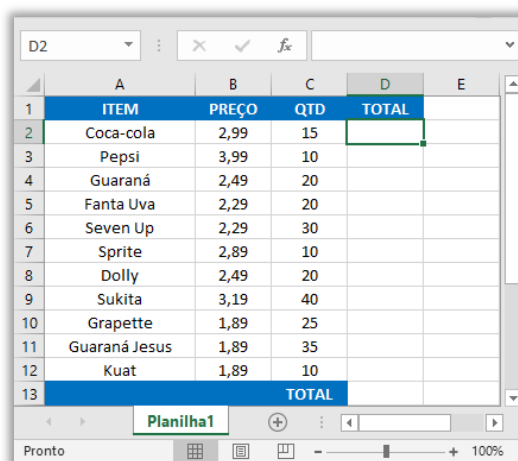 D2 fx
A B C D E
1 ITEM PREÇO QTD TOTAL
2 Coca-cola 2,99 15
3 Pepsi 3,99 10
4 Guaraná 2,49 20
5 Fanta Uva 2,29 20
6 Seven Up 2,29 30
7 Sprite 2,89 10
8 Dolly 2,49 20
9 Sukita 3,19 40
10 Grapette 1,89 25
11 Guaraná Jesus 1,89 35
12 Kuat 1,89 10
13 TOTAL
Planilha1
Pronto 100%